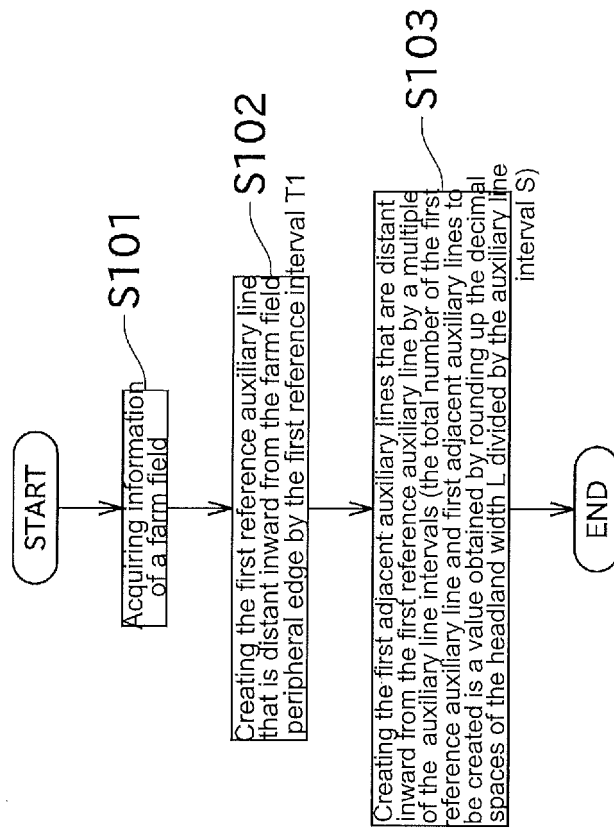 START
Acquiring information
of a farm field
S101
Creating the first reference auxiliary line
that is distant inward from the farm field
peripheral edge by the first reference interval T1
S102
Creating the first adjacent auxiliary lines that are distant
inward from the first reference auxiliary line by a multiple
of the auxiliary line intervals (the total number of the first
reference auxiliary line and first adjacent auxiliary lines to
be created is a value obtained by rounding up the decimal
spaces of the headland width L divided by the auxiliary line
interval S)
S103
END